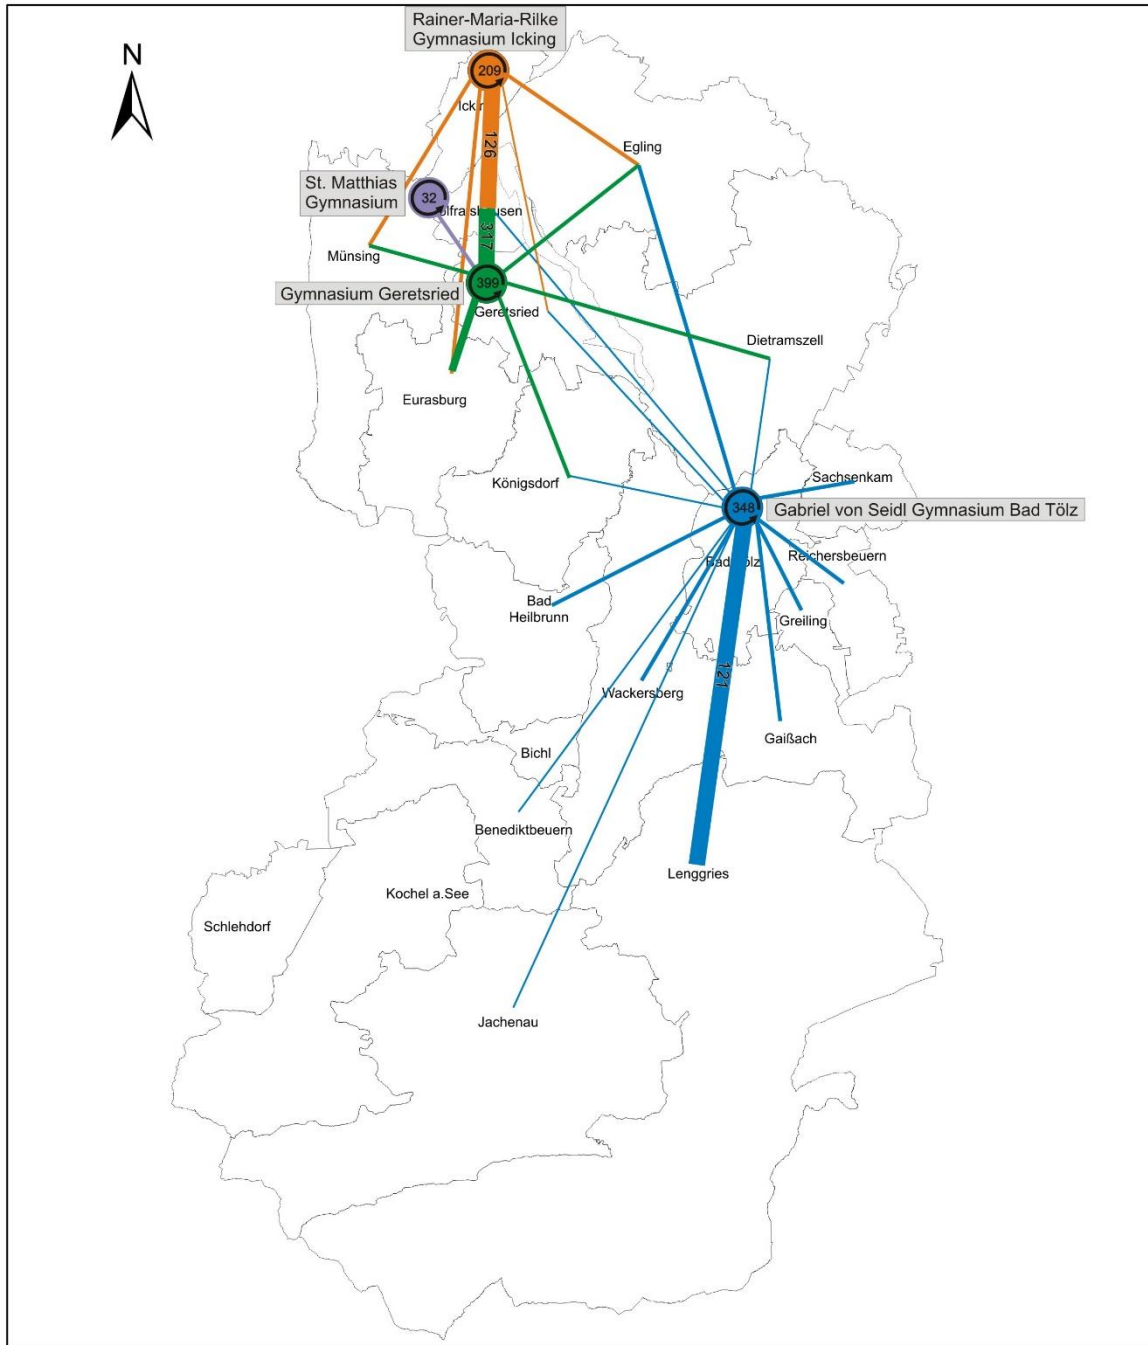 Rainer-Maria-Rilke
Gymnasium Icking
N
209
126
Egling
St. Matthias
Gymnasium
32
317
Münsing
399
Gymnasium Geretsried
Geretsried
Dietramszell
Eurasburg
Königsdorf
Sachsenkam
348
Gabriel von Seidl Gymnasium Bad Tölz
Reichersbeuern
Bad
Heilbrunn
Greiling
121
Wackersberg
Gaißach
Bichl
Benediktbeuern
Lenggries
Kochel a.See
Schlehdorf
Jachenau